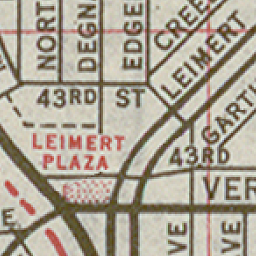 NORT
DEGN
EDGE
CREE
LEIMERT
43RD ST
GARTH
LEIMERT
PLAZA
43RD
VER
E
VE
VE